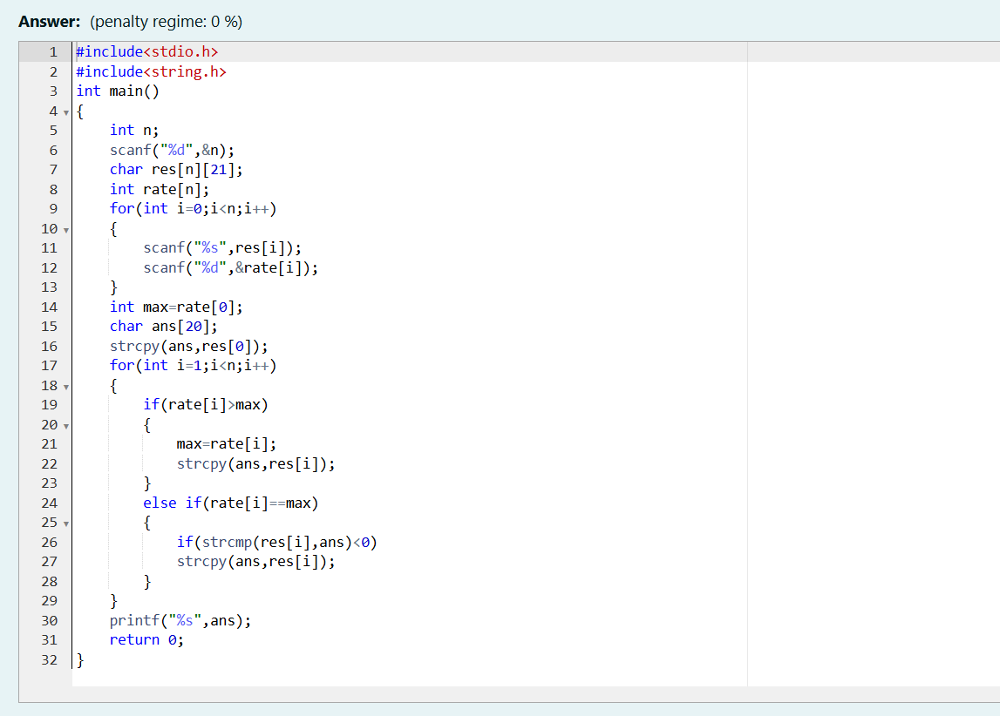 Answer: (penalty regime: 0 %)
1 #include<stdio.h>
2 #include<string.h>
3 int main()
4 {
5     int n;
6     scanf("%d",&n);
7     char res[n][21];
8     int rate[n];
9     for(int i=0;i<n;i++)
10     {
11         scanf("%s",res[i]);
12         scanf("%d",&rate[i]);
13     }
14     int max=rate[0];
15     char ans[20];
16     strcpy(ans,res[0]);
17     for(int i=1;i<n;i++)
18     {
19         if(rate[i]>max)
20         {
21             max=rate[i];
22             strcpy(ans,res[i]);
23         }
24         else if(rate[i]==max)
25         {
26             if(strcmp(res[i],ans)<0)
27             strcpy(ans,res[i]);
28         }
29     }
30     printf("%s",ans);
31     return 0;
32 }